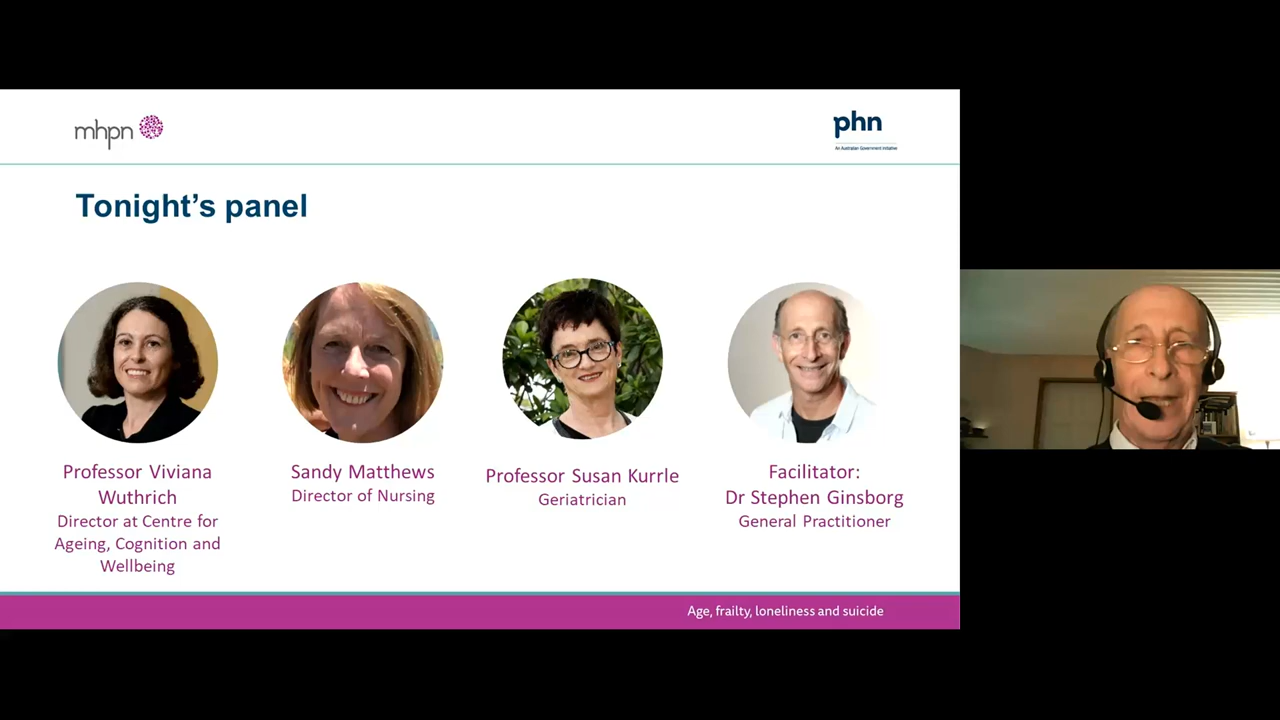 mhpn
phn
An Australian Government Initiative
Tonight's panel
Professor Viviana
Wuthrich
Director at Centre for
Ageing, Cognition and
Wellbeing
Sandy Matthews
Director of Nursing
Professor Susan Kurrle
Geriatrician
Facilitator:
Dr Stephen Ginsborg
General Practitioner
Age, frailty, loneliness and suicide